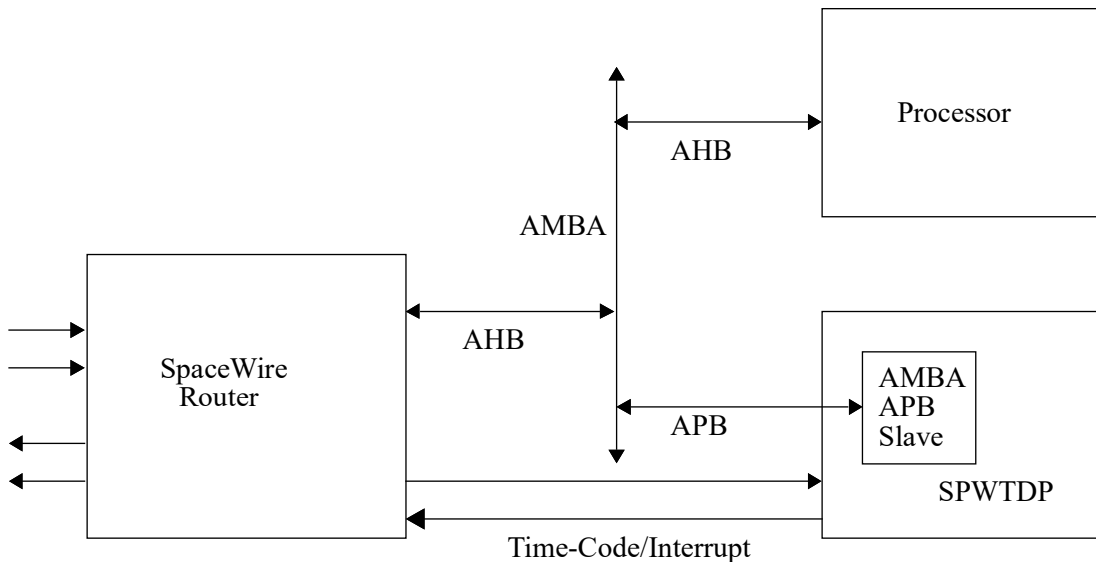 Processor
AHB
AMBA
AHB
SpaceWire
Router
AMBA
APB
Slave
APB
SPWTDP
Time-Code/Interrupt